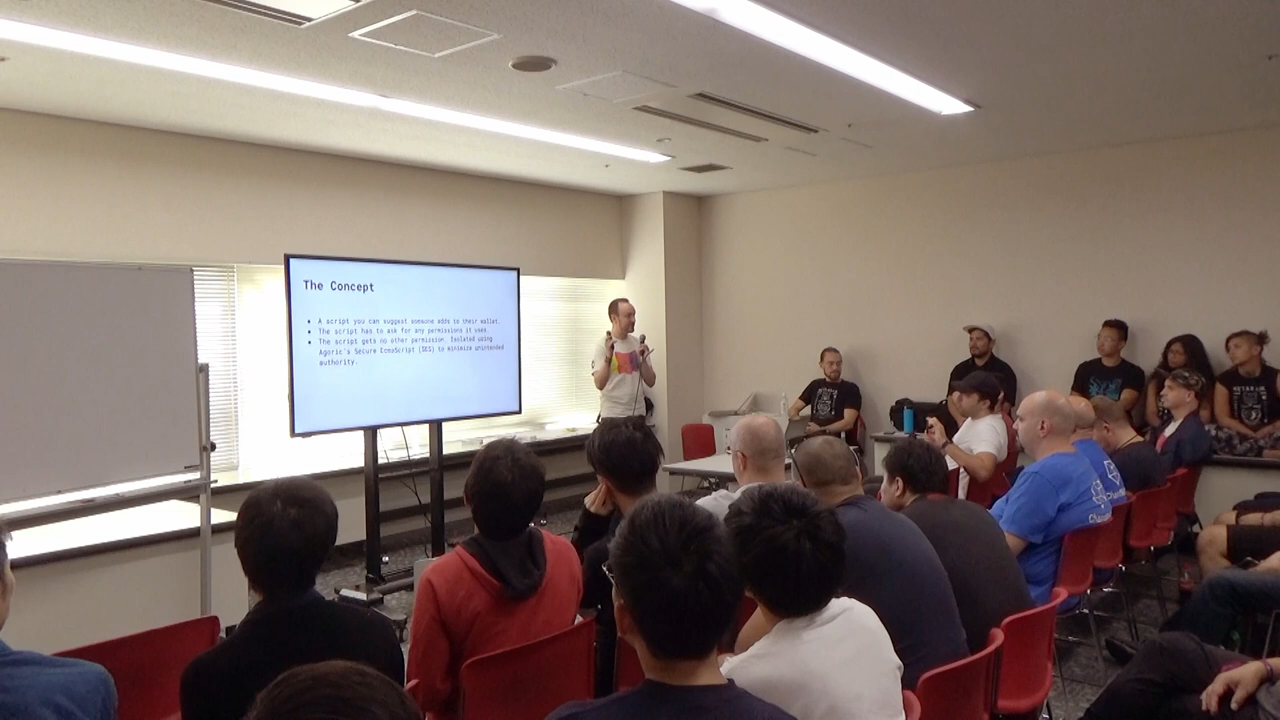 The Concept
● A script you can suggest someone adds to their wallet.
● The script has to ask for any permissions it uses
● The script gets no other permission. Isolated using
Agoric's Secure EcmaScript (SES) to minimize unintended
authority.